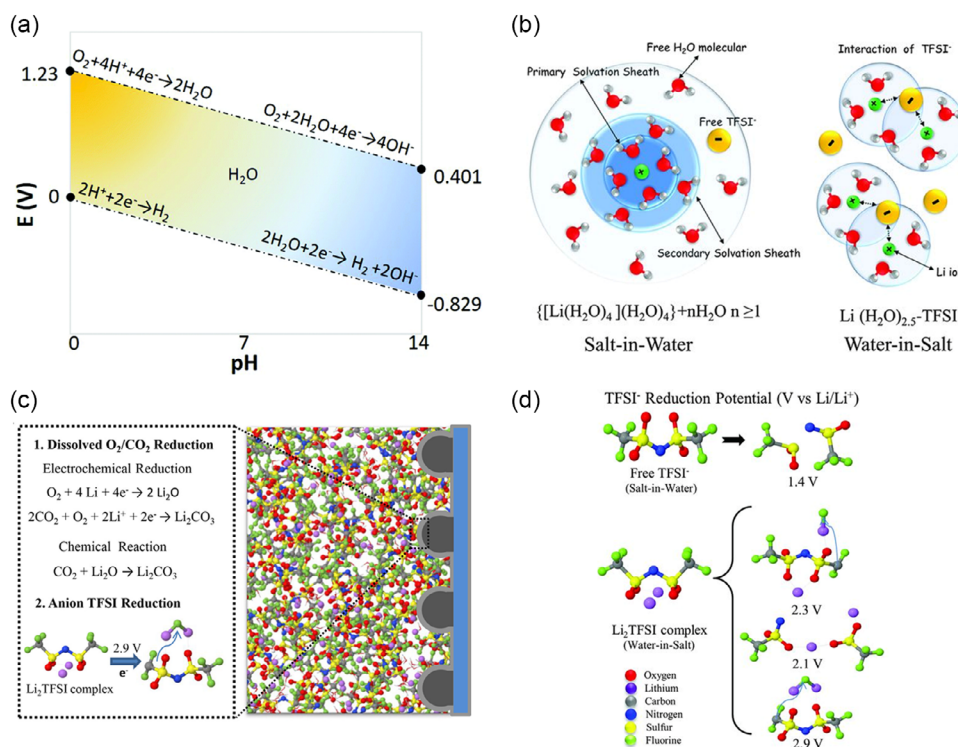 (a)
O₂+4H⁺+4e⁻→2H₂O
1.23
O₂+2H₂O+4e⁻→4OH⁻
0.401
E (V)
H₂O
0
2H⁺+2e⁻→H₂
2H₂O+2e⁻→ H₂ +2OH⁻
-0.829
0
7
14
pH
(b)
Free H₂O molecular
Primary Solvation Sheath
Free TFSI⁻
Secondary Solvation Sheath
{[Li(H₂O)₄ ](H₂O)₄}+nH₂O n ≥1
Salt-in-Water
Interaction of TFSI⁻
Li io
Li (H₂O)₂.₅-TFSI
Water-in-Salt
(c)
1. Dissolved O₂/CO₂ Reduction
Electrochemical Reduction
O₂ + 4 Li + 4e⁻→ 2 Li₂O
2CO₂ + O₂ + 2Li⁺ + 2e⁻→ Li₂CO₃
Chemical Reaction
CO₂ + Li₂O → Li₂CO₃
2. Anion TFSI Reduction
2.9 V
e⁻
Li₂TFSI complex
(d)
TFSI⁻ Reduction Potential (V vs Li/Li⁺)
Free TFSI⁻
(Salt-in-Water)
1.4 V
2.3 V
Li₂TFSI complex
(Water-in-Salt)
2.1 V
Oxygen
Lithium
Carbon
Nitrogen
Sulfur
Fluorine
2.9 V